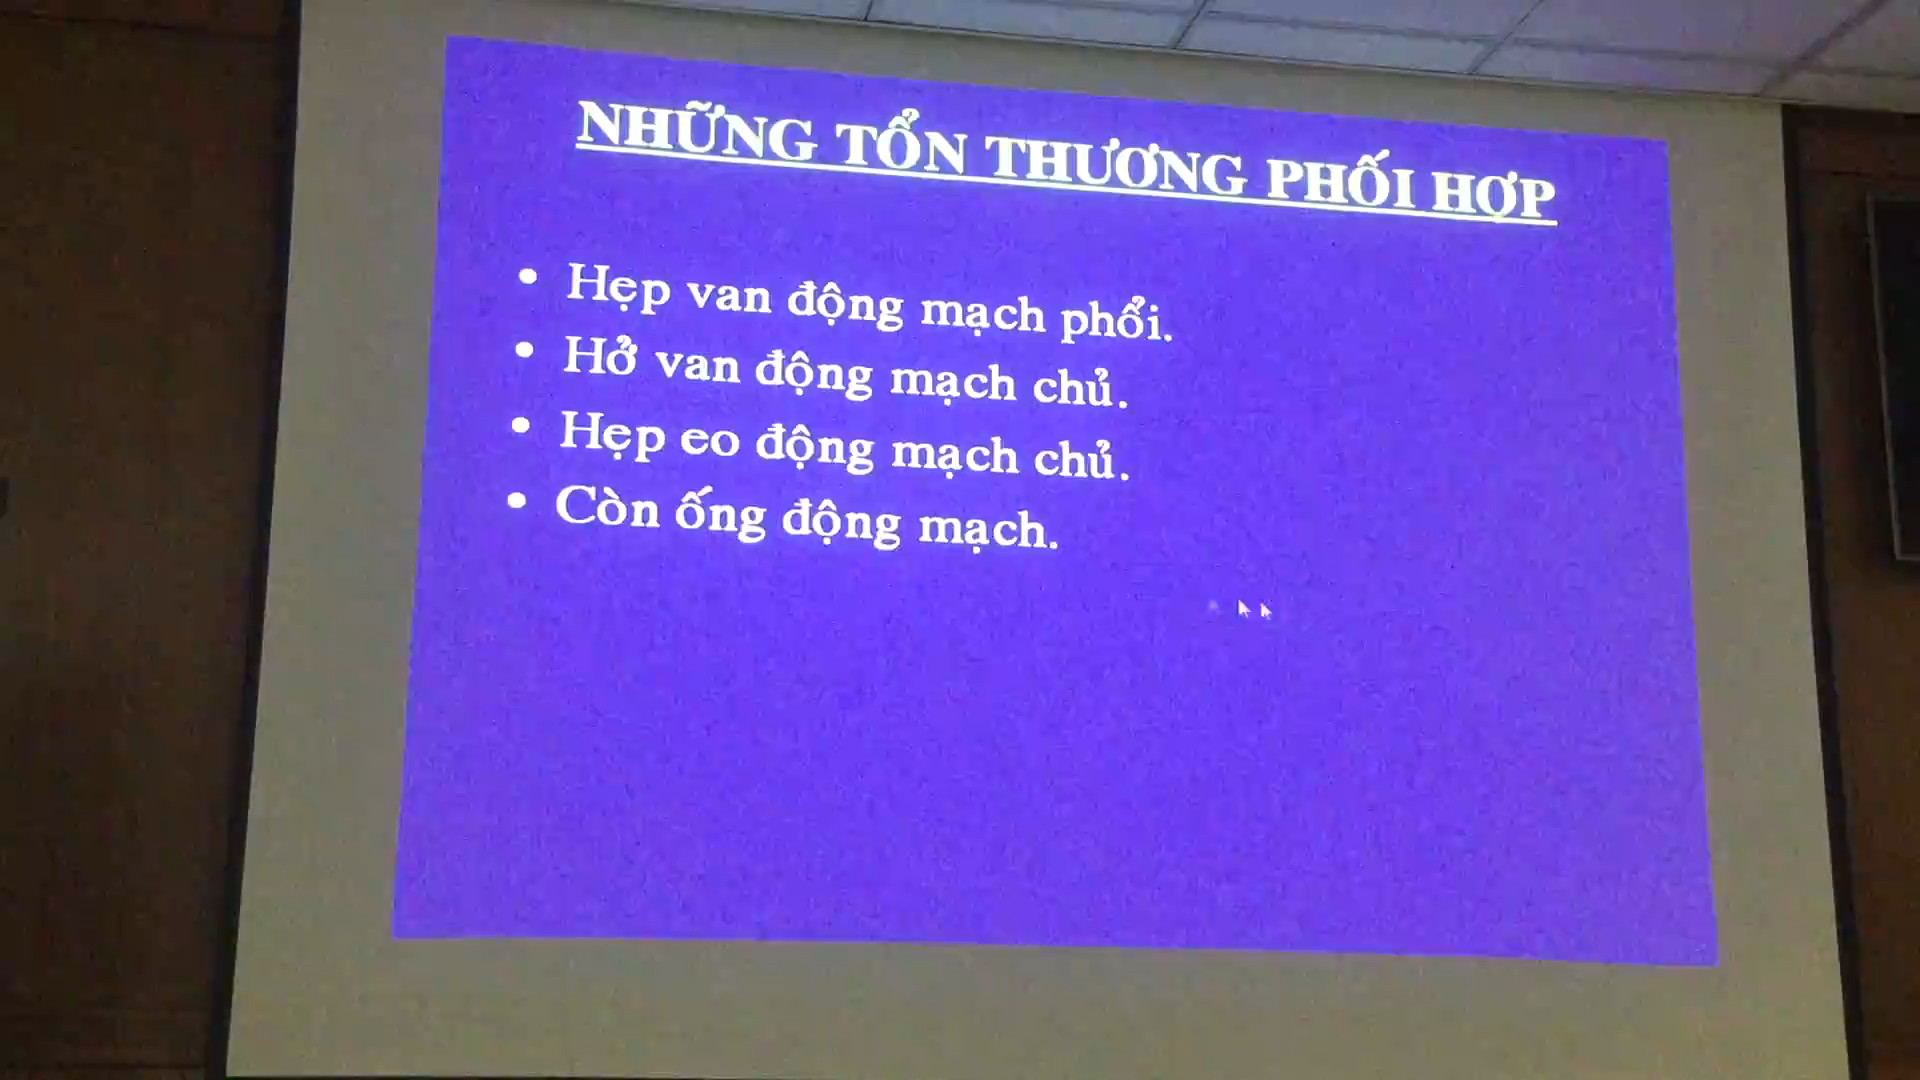 NHỮNG TỔN THƯƠNG PHỐI HỢP
• Hẹp van động mạch phổi.
• Hở van động mạch chủ.
• Hẹp eo động mạch chủ.
• Còn ống động mạch.